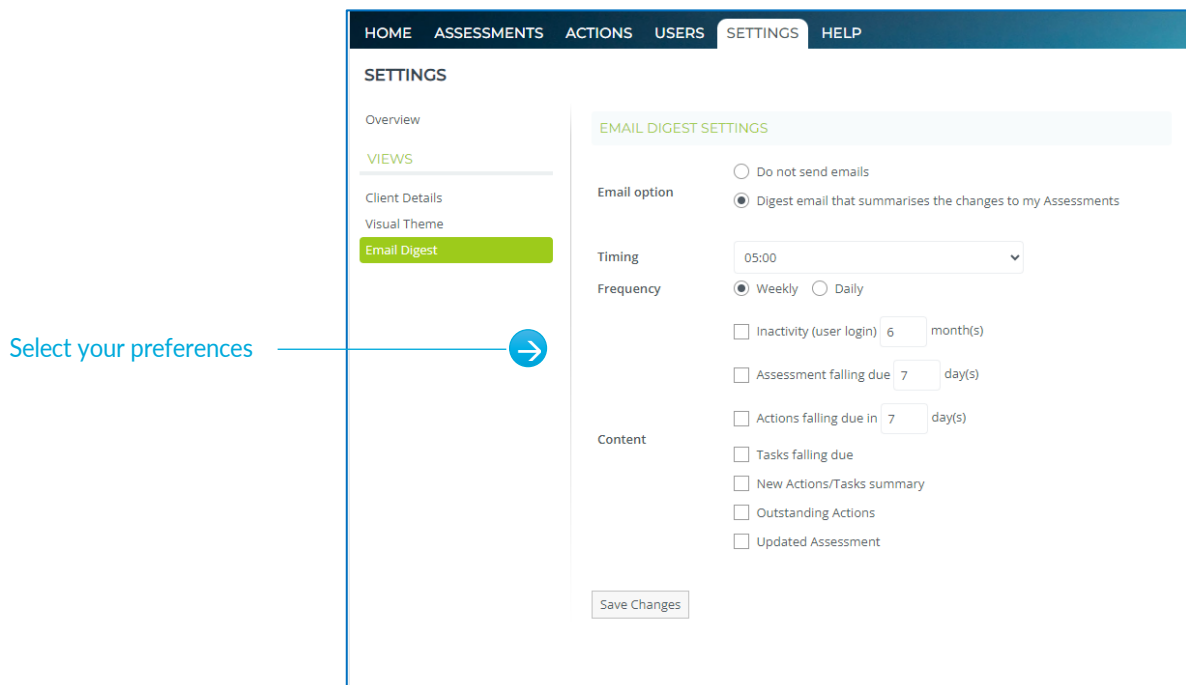 HOME ASSESSMENTS ACTIONS USERS SETTINGS HELP
SETTINGS
Overview
VIEWS
Client Details
Visual Theme
Email Digest
Select your preferences
EMAIL DIGEST SETTINGS
Email option
Do not send emails
Digest email that summarises the changes to my Assessments
Timing 05:00
Frequency Weekly Daily
Content
Inactivity (user login) 6 month(s)
Assessment falling due 7 day(s)
Actions falling due in 7 day(s)
Tasks falling due
New Actions/Tasks summary
Outstanding Actions
Updated Assessment
Save Changes